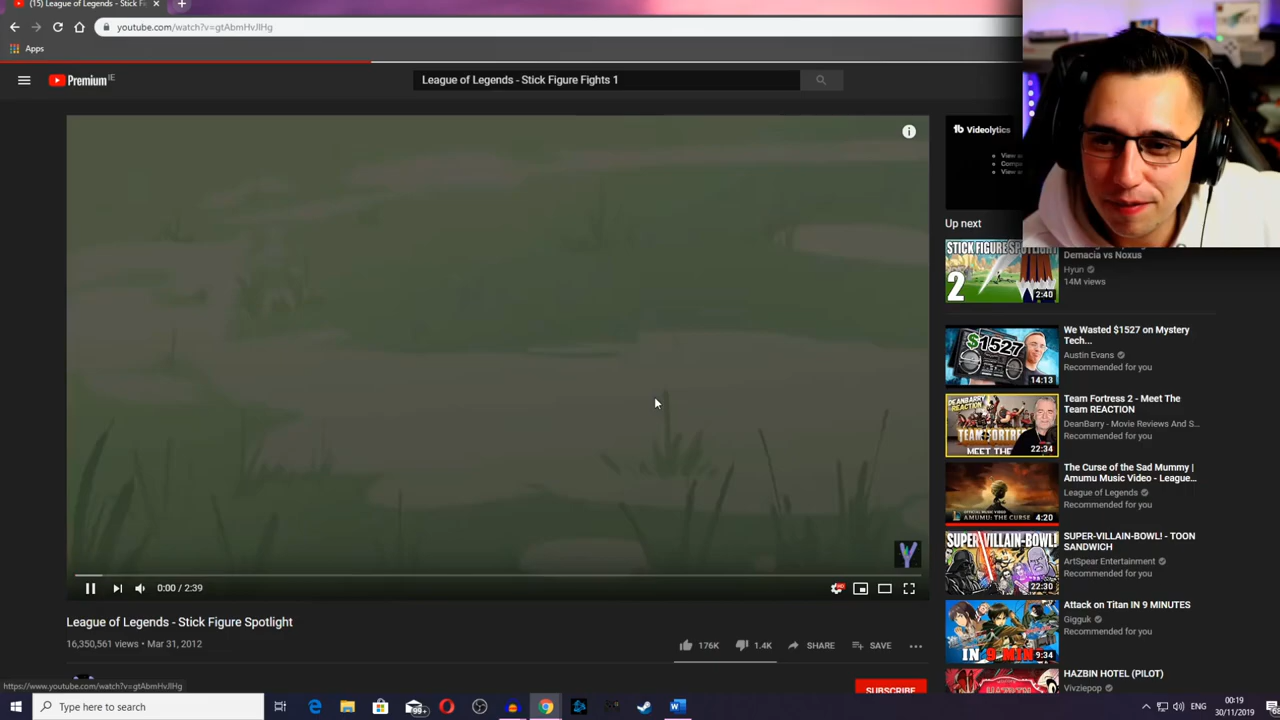 (15) League of Legends - Stick Fi
youtube.com/watch?v=gtAbmHvJlHg
Apps
Premium IE
League of Legends - Stick Figure Fights 1
Videolytics
Up next
STICK FIGURE SPOTLIGHT
2
2:40
Demacia vs Noxus
Hyun
14M views
$1527
14:13
We Wasted $1527 on Mystery
Tech...
Austin Evans
Recommended for you
DEANBARRY
REACTION
MEET THE
22:34
Team Fortress 2 - Meet The
Team REACTION
DeanBarry - Movie Reviews And S...
Recommended for you
AMUMU: THE CURSE
4:20
The Curse of the Sad Mummy |
Amumu Music Video - League...
League of Legends
Recommended for you
22:30
SUPER-VILLAIN-BOWL! - TOON
SANDWICH
ArtSpear Entertainment
Recommended for you
IN 9 MIN
9:34
Attack on Titan IN 9 MINUTES
Gigguk
Recommended for you
HAZBIN HOTEL (PILOT)
Vivziepop
0:00 / 2:39
League of Legends - Stick Figure Spotlight
16,350,561 views • Mar 31, 2012
176K
1.4K
SHARE
SAVE
SUBSCRIBE
https://www.youtube.com/watch?v=gtAbmHvJlHg
Type here to search
ENG
00:19
30/11/2019